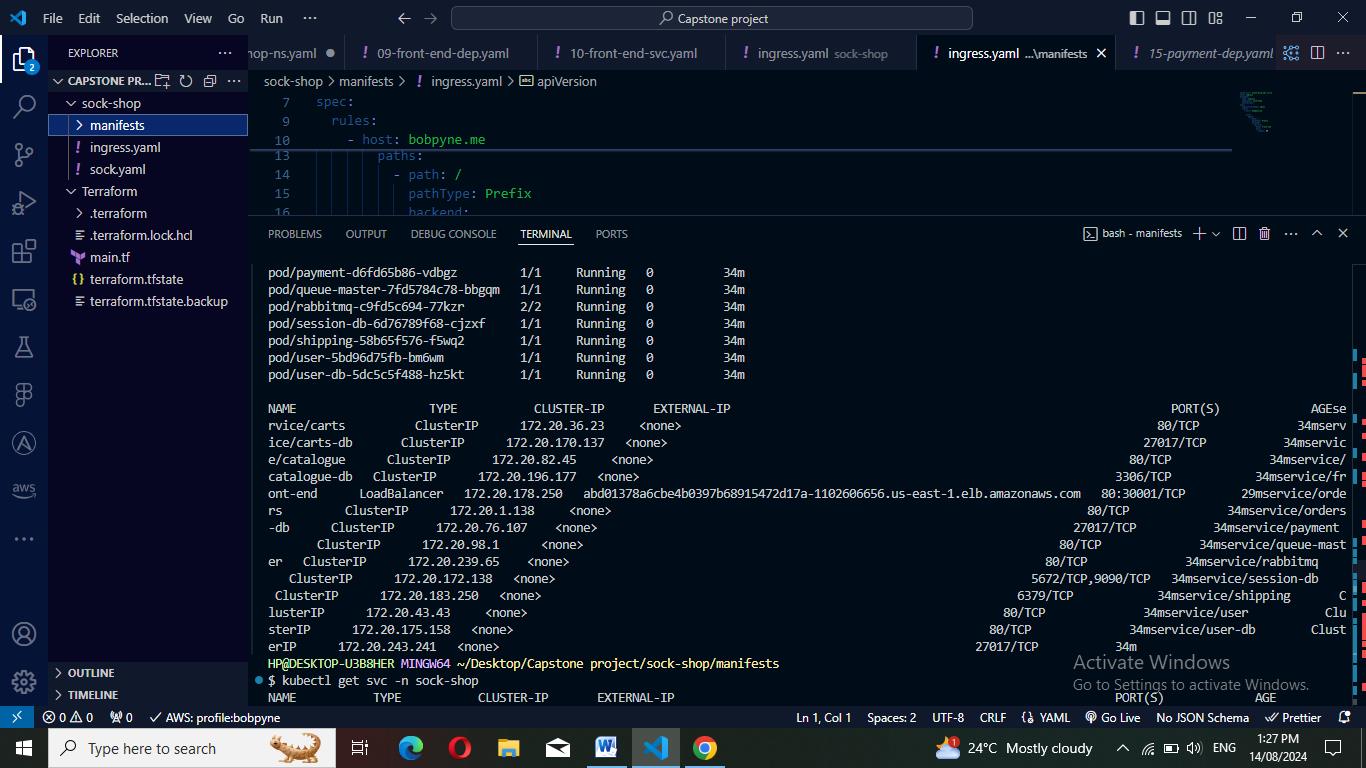 File Edit Selection View Go Run ··· Capstone project
EXPLORER ···
2
CAPSTONE PR...
sock-shop
manifests
ingress.yaml
sock.yaml
Terraform
.terraform
.terraform.lock.hcl
main.tf
terraform.tfstate
terraform.tfstate.backup
OUTLINE
TIMELINE
aws
op-ns.yaml 09-front-end-dep.yaml 10-front-end-svc.yaml ingress.yaml sock-shop ingress.yaml ...\manifests 15-payment-dep.yaml
sock-shop > manifests > ! ingress.yaml > apiVersion
7 spec:
9 rules:
10 - host: bobpyne.me
13 paths:
14 - path: /
15 pathType: Prefix
16 backend:
PROBLEMS OUTPUT DEBUG CONSOLE TERMINAL PORTS bash - manifests
pod/payment-d6fd65b86-vdbgz 1/1 Running 0 34m
pod/queue-master-7fd5784c78-bbgqm 1/1 Running 0 34m
pod/rabbitmq-c9fd5c694-77kzr 2/2 Running 0 34m
pod/session-db-6d76789f68-cjzxf 1/1 Running 0 34m
pod/shipping-58b65f576-f5wq2 1/1 Running 0 34m
pod/user-5bd96d75fb-bm6wm 1/1 Running 0 34m
pod/user-db-5dc5c5f488-hz5kt 1/1 Running 0 34m
NAME TYPE CLUSTER-IP EXTERNAL-IP PORT(S) AGEse
rvice/carts ClusterIP 172.20.36.23 <none> 80/TCP 34mserv
ice/carts-db ClusterIP 172.20.170.137 <none> 27017/TCP 34mservic
e/catalogue ClusterIP 172.20.82.45 <none> 80/TCP 34mservice/
catalogue-db ClusterIP 172.20.196.177 <none> 3306/TCP 34mservice/fr
ont-end LoadBalancer 172.20.178.250 abd01378a6cbe4b0397b68915472d17a-1102606656.us-east-1.elb.amazonaws.com 80:30001/TCP 29mservice/orde
rs ClusterIP 172.20.1.138 <none> 80/TCP 34mservice/orders
-db ClusterIP 172.20.76.107 <none> 27017/TCP 34mservice/payment
ClusterIP 172.20.98.1 <none> 80/TCP 34mservice/queue-mast
er ClusterIP 172.20.239.65 <none> 80/TCP 34mservice/rabbitmq
ClusterIP 172.20.172.138 <none> 5672/TCP,9090/TCP 34mservice/session-db
ClusterIP 172.20.183.250 <none> 6379/TCP 34mservice/shipping C
lusterIP 172.20.43.43 <none> 80/TCP 34mservice/user Clu
sterIP 172.20.175.158 <none> 80/TCP 34mservice/user-db Clust
erIP 172.20.243.241 <none> 27017/TCP 34m
HP@DESKTOP-U3B8HER MINGW64 ~/Desktop/Capstone project/sock-shop/manifests
$ kubectl get svc -n sock-shop
NAME TYPE CLUSTER-IP EXTERNAL-IP PORT(S) AGE
Activate Windows
Go to Settings to activate Windows.
0 0 0 AWS: profile:bobpyne Ln 1, Col 1 Spaces: 2 UTF-8 CRLF YAML Go Live No JSON Schema Prettier
Type here to search 1 24°C Mostly cloudy ENG 1:27 PM
14/08/2024